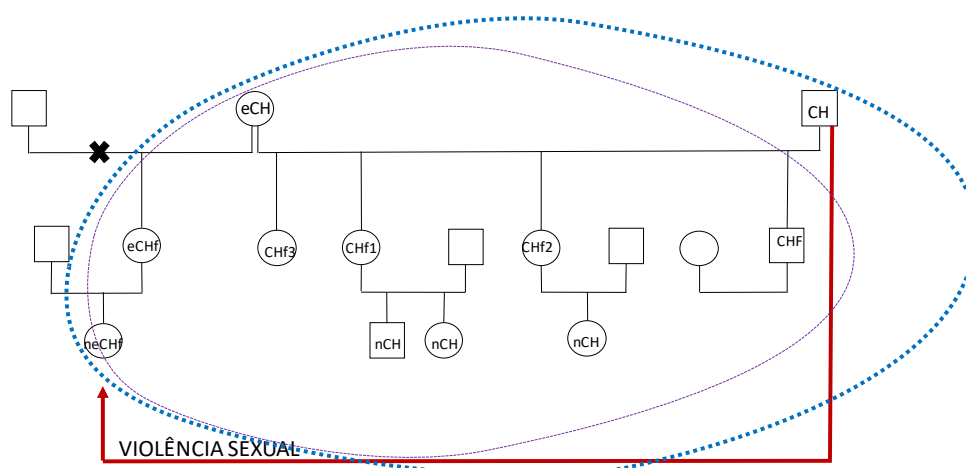 eCH
CH
eCHf
CHf3
CHf1
CHf2
CHF
neCHf
nCH
nCH
nCH
VIOLÊNCIA SEXUAL